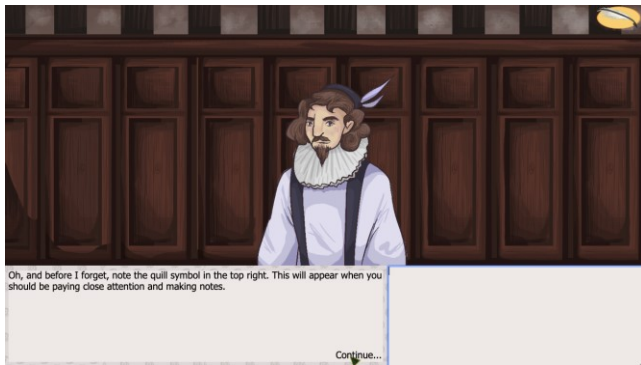 Oh, and before I forget, note the quill symbol in the top right. This will appear when you
should be paying close attention and making notes.
Continue...